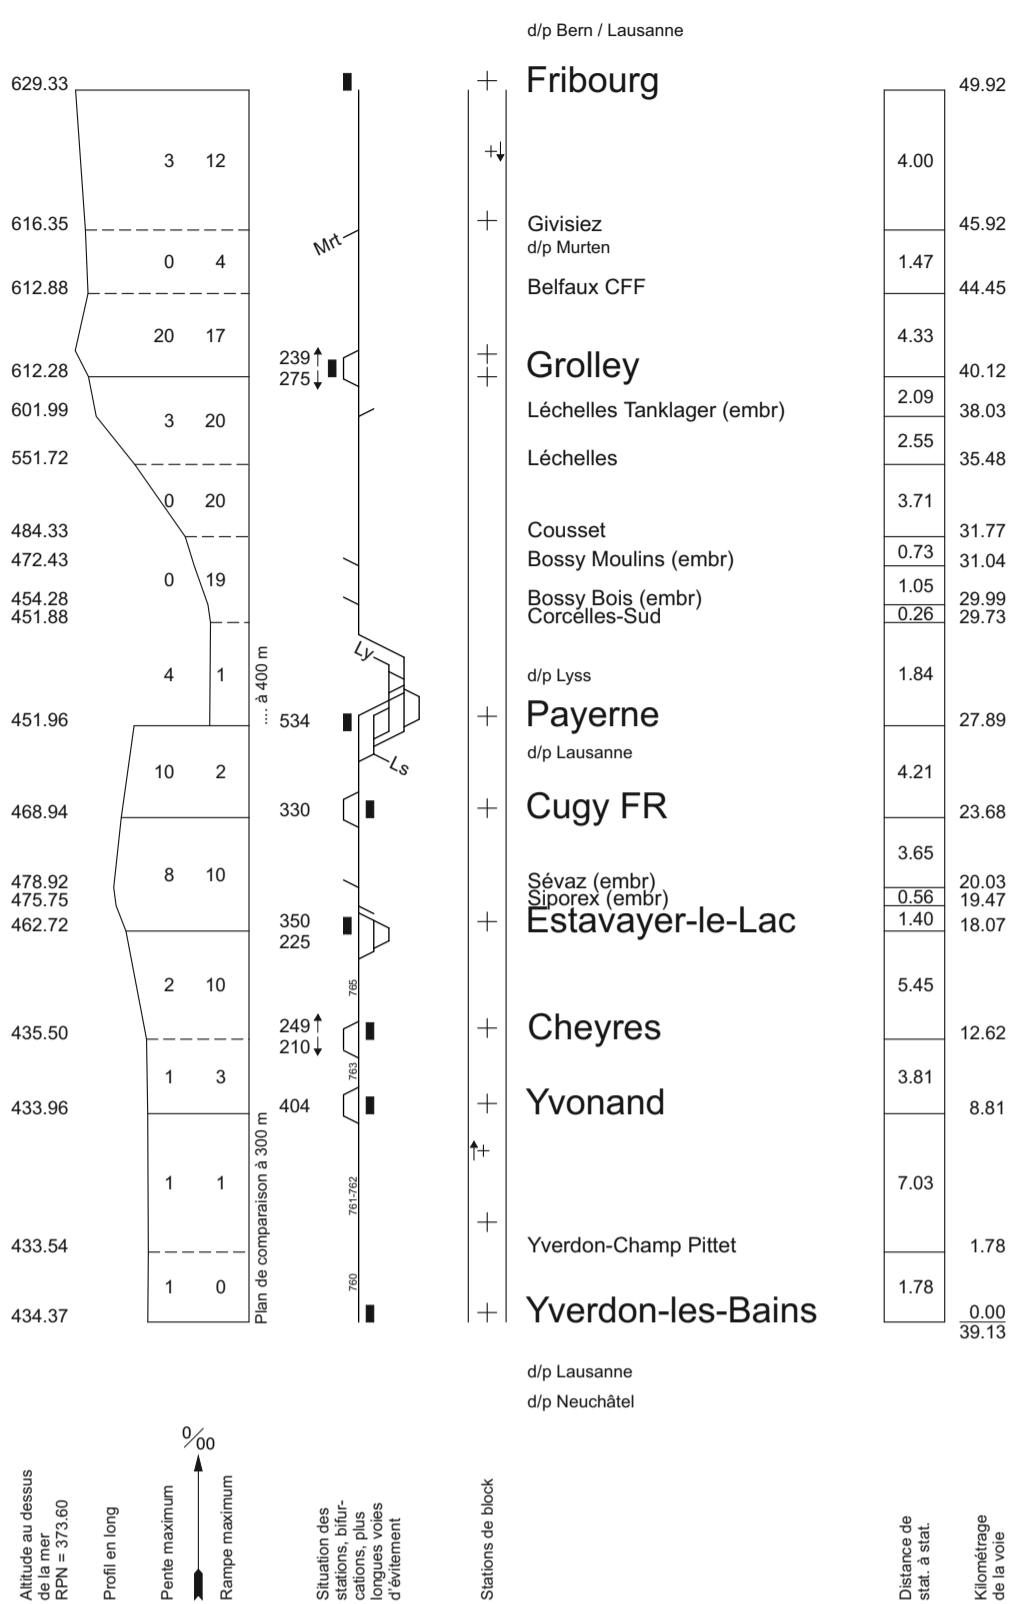 d/p Bern / Lausanne
629.33 Fribourg 49.92
3 12 4.00
616.35 Givisiez 45.92
Mrt d/p Murten
0 4 1.47
612.88 Belfaux CFF 44.45
20 17 4.33
239
612.28 275 Grolley 40.12
2.09
601.99 Léchelles Tanklager (embr) 38.03
3 20
2.55
551.72 Léchelles 35.48
0 20 3.71
484.33 Cousset 31.77
0.73
472.43 Bossy Moulins (embr) 31.04
0 19 1.05
454.28 Bossy Bois (embr) 29.99
0.26
451.88 Corcelles-Sud 29.73
Ly
4 1 d/p Lyss 1.84
.... à 400 m
451.96 534 Payerne 27.89
d/p Lausanne
Ls
10 2 4.21
468.94 330 Cugy FR 23.68
3.65
8 10
478.92 Sévaz (embr) 20.03
475.75 Siporex (embr) 0.56 19.47
462.72 350 Estavayer-le-Lac 1.40 18.07
225
2 10 765 5.45
435.50 249 Cheyres 12.62
210
1 3 763 3.81
433.96 404 Yvonand 8.81
Plan de comparaison à 300 m
1 1 761-762 7.03
433.54 Yverdon-Champ Pittet 1.78
1 0 760 1.78
434.37 Yverdon-les-Bains 0.00
39.13
d/p Lausanne
d/p Neuchâtel
0/00
Altitude au dessus
de la mer
RPN = 373.60
Profil en long
Pente maximum
Rampe maximum
Situation des
stations, bifur-
cations, plus
longues voies
d'évitement
Stations de block
Distance de
stat. à stat.
Kilométrage
de la voie